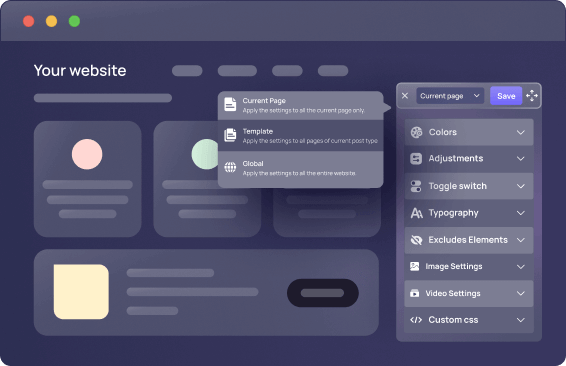 Your website
Current Page
Apply the settings to all the current page only.
Template
Apply the settings to all pages of current post type
Global
Apply the settings to all the entire website.
Current page
Save
Colors
Adjustments
Toggle switch
Typography
Excludes Elements
Image Settings
Video Settings
Custom css